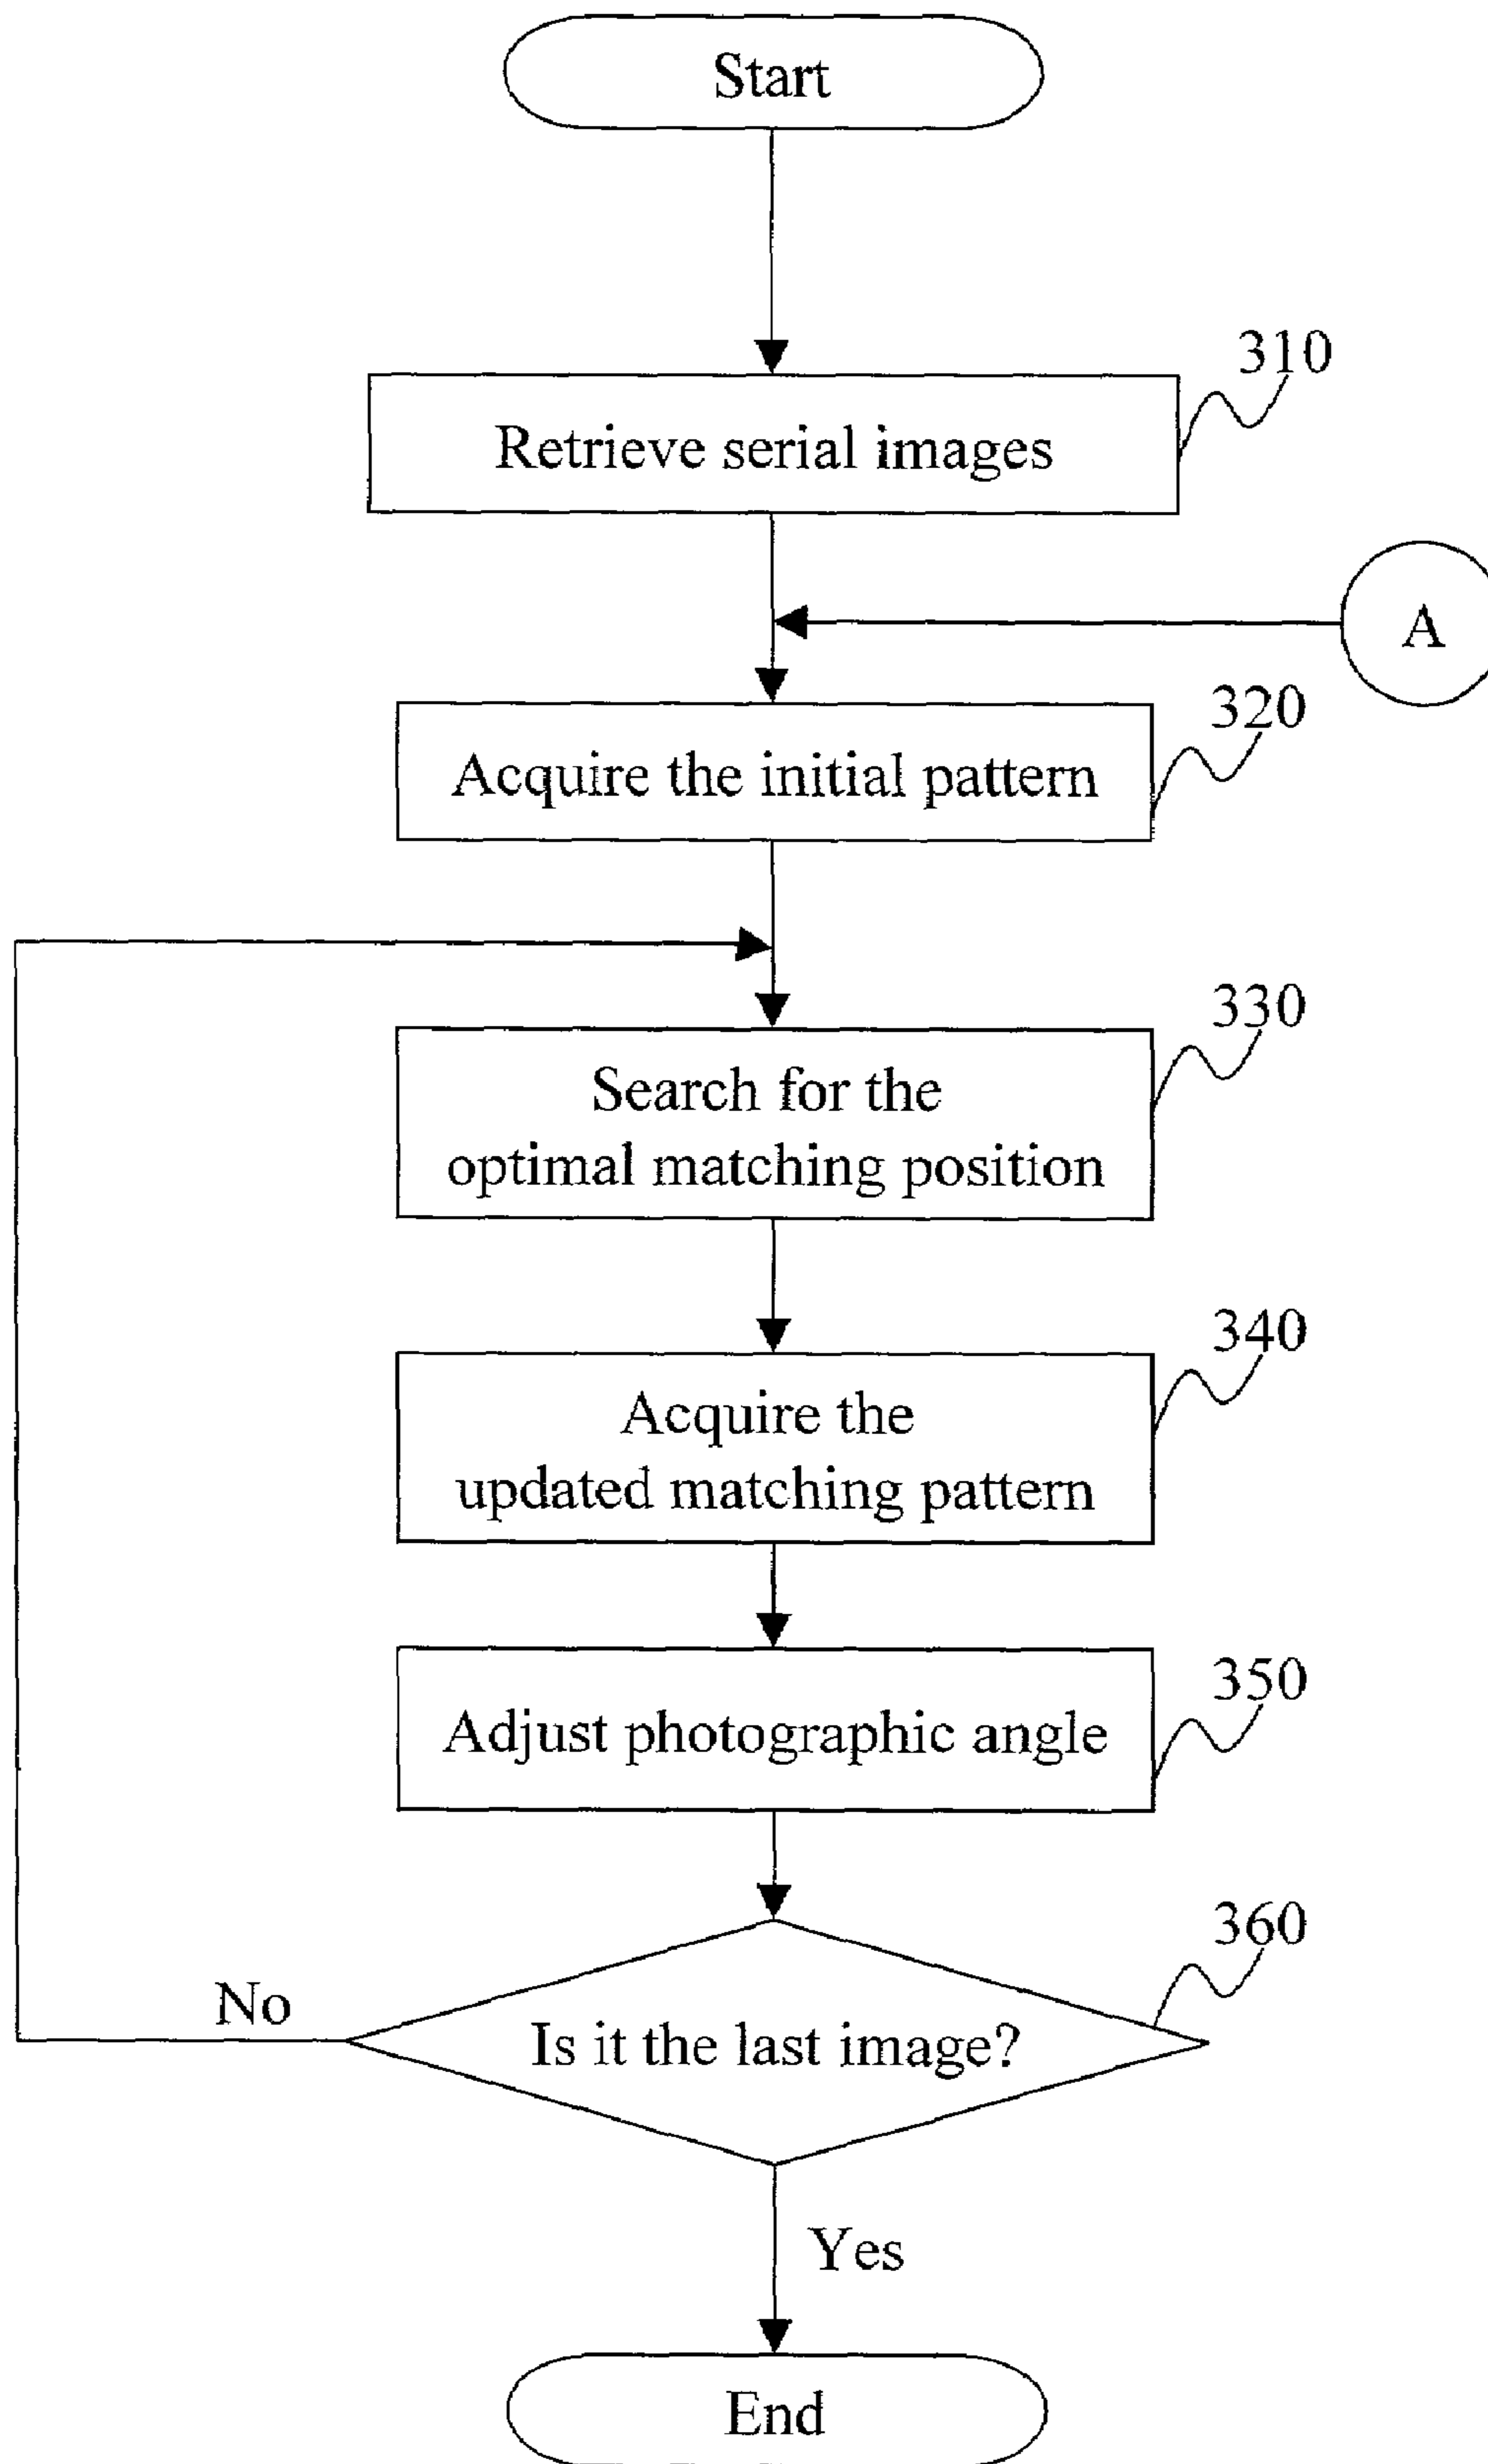 Start
310
Retrieve serial images
A
320
Acquire the initial pattern
330
Search for the
optimal matching position
340
Acquire the
updated matching pattern
350
Adjust photographic angle
360
No
Is it the last image?
Yes
End